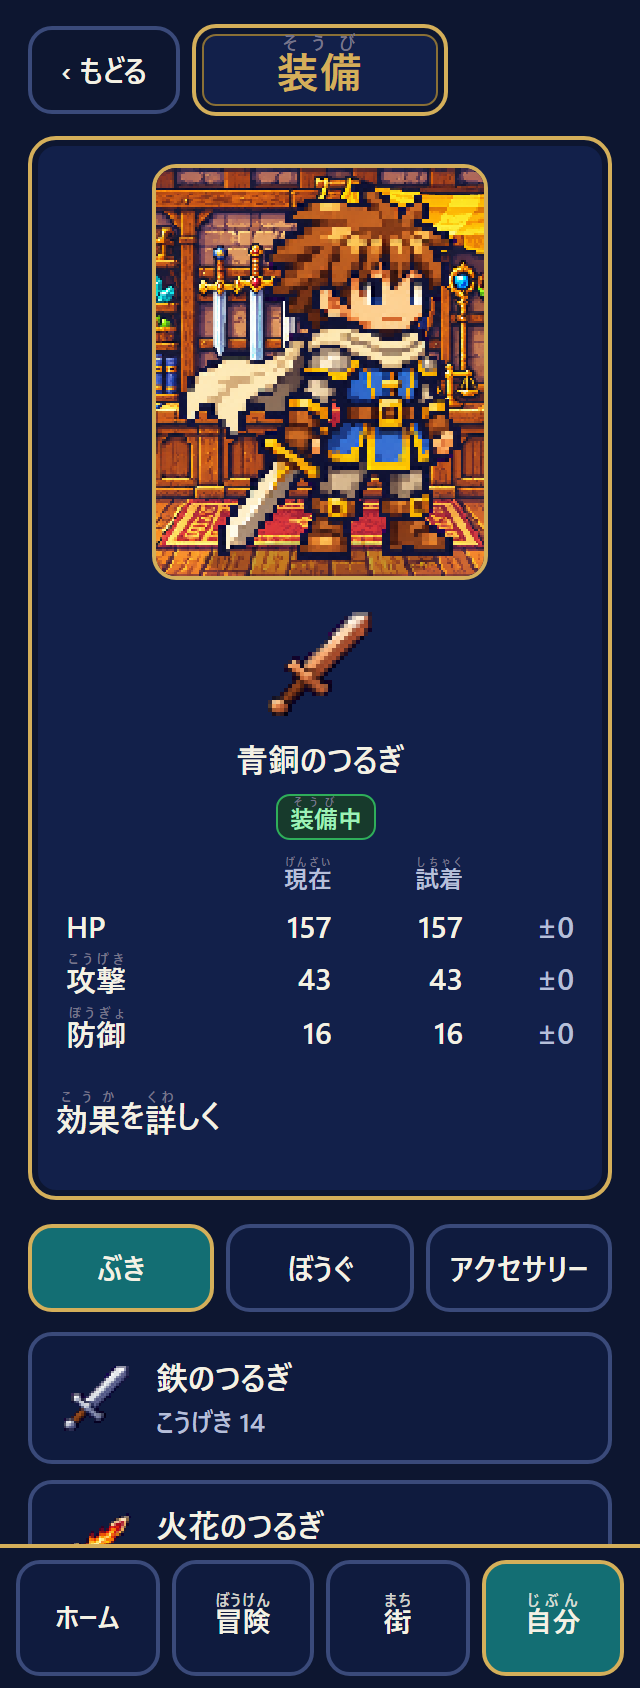 ‹ もどる
そうび
装備
青銅のつるぎ
そうび
装備中
げんざい しちゃく
現在 試着
HP 157 157 ±0
こうげき
攻撃 43 43 ±0
ぼうぎょ
防御 16 16 ±0
こうか くわ
効果を詳しく
ぶき ぼうぐ アクセサリー
鉄のつるぎ
こうげき 14
火花のつるぎ
ぼうけん まち じぶん
ホーム 冒険 街 自分